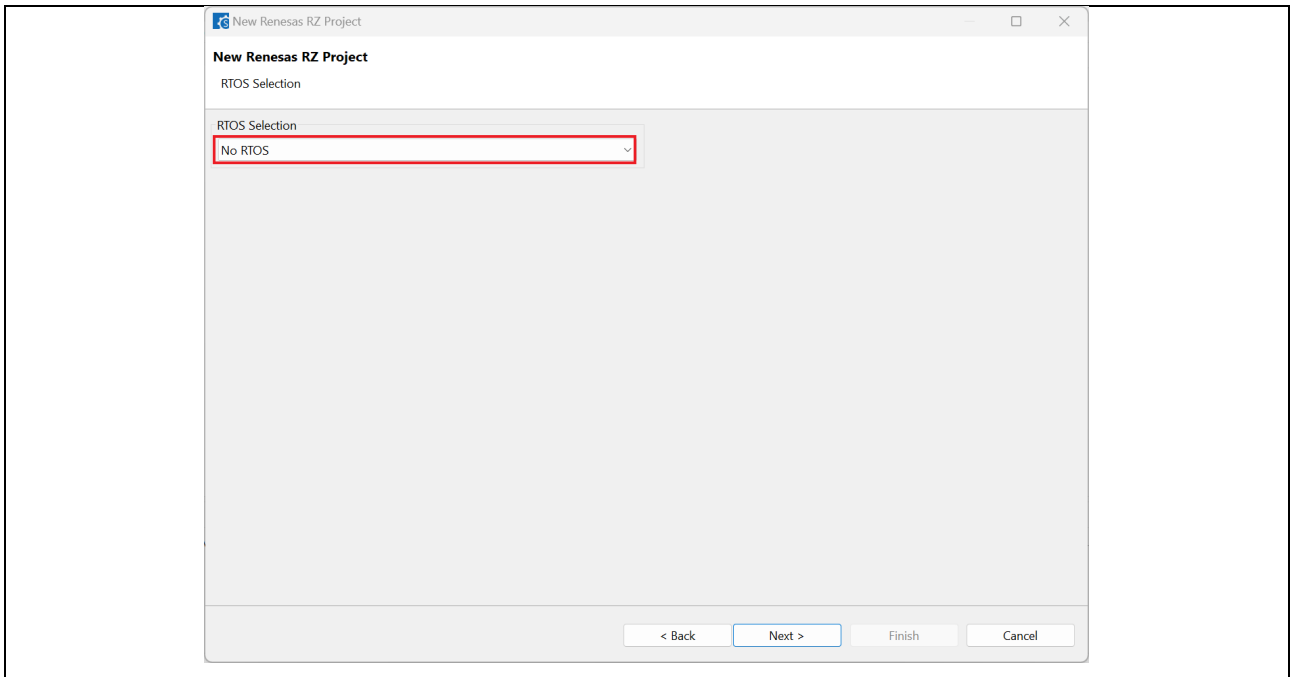 New Renesas RZ Project
New Renesas RZ Project
RTOS Selection
RTOS Selection
No RTOS
< Back
Next >
Finish
Cancel